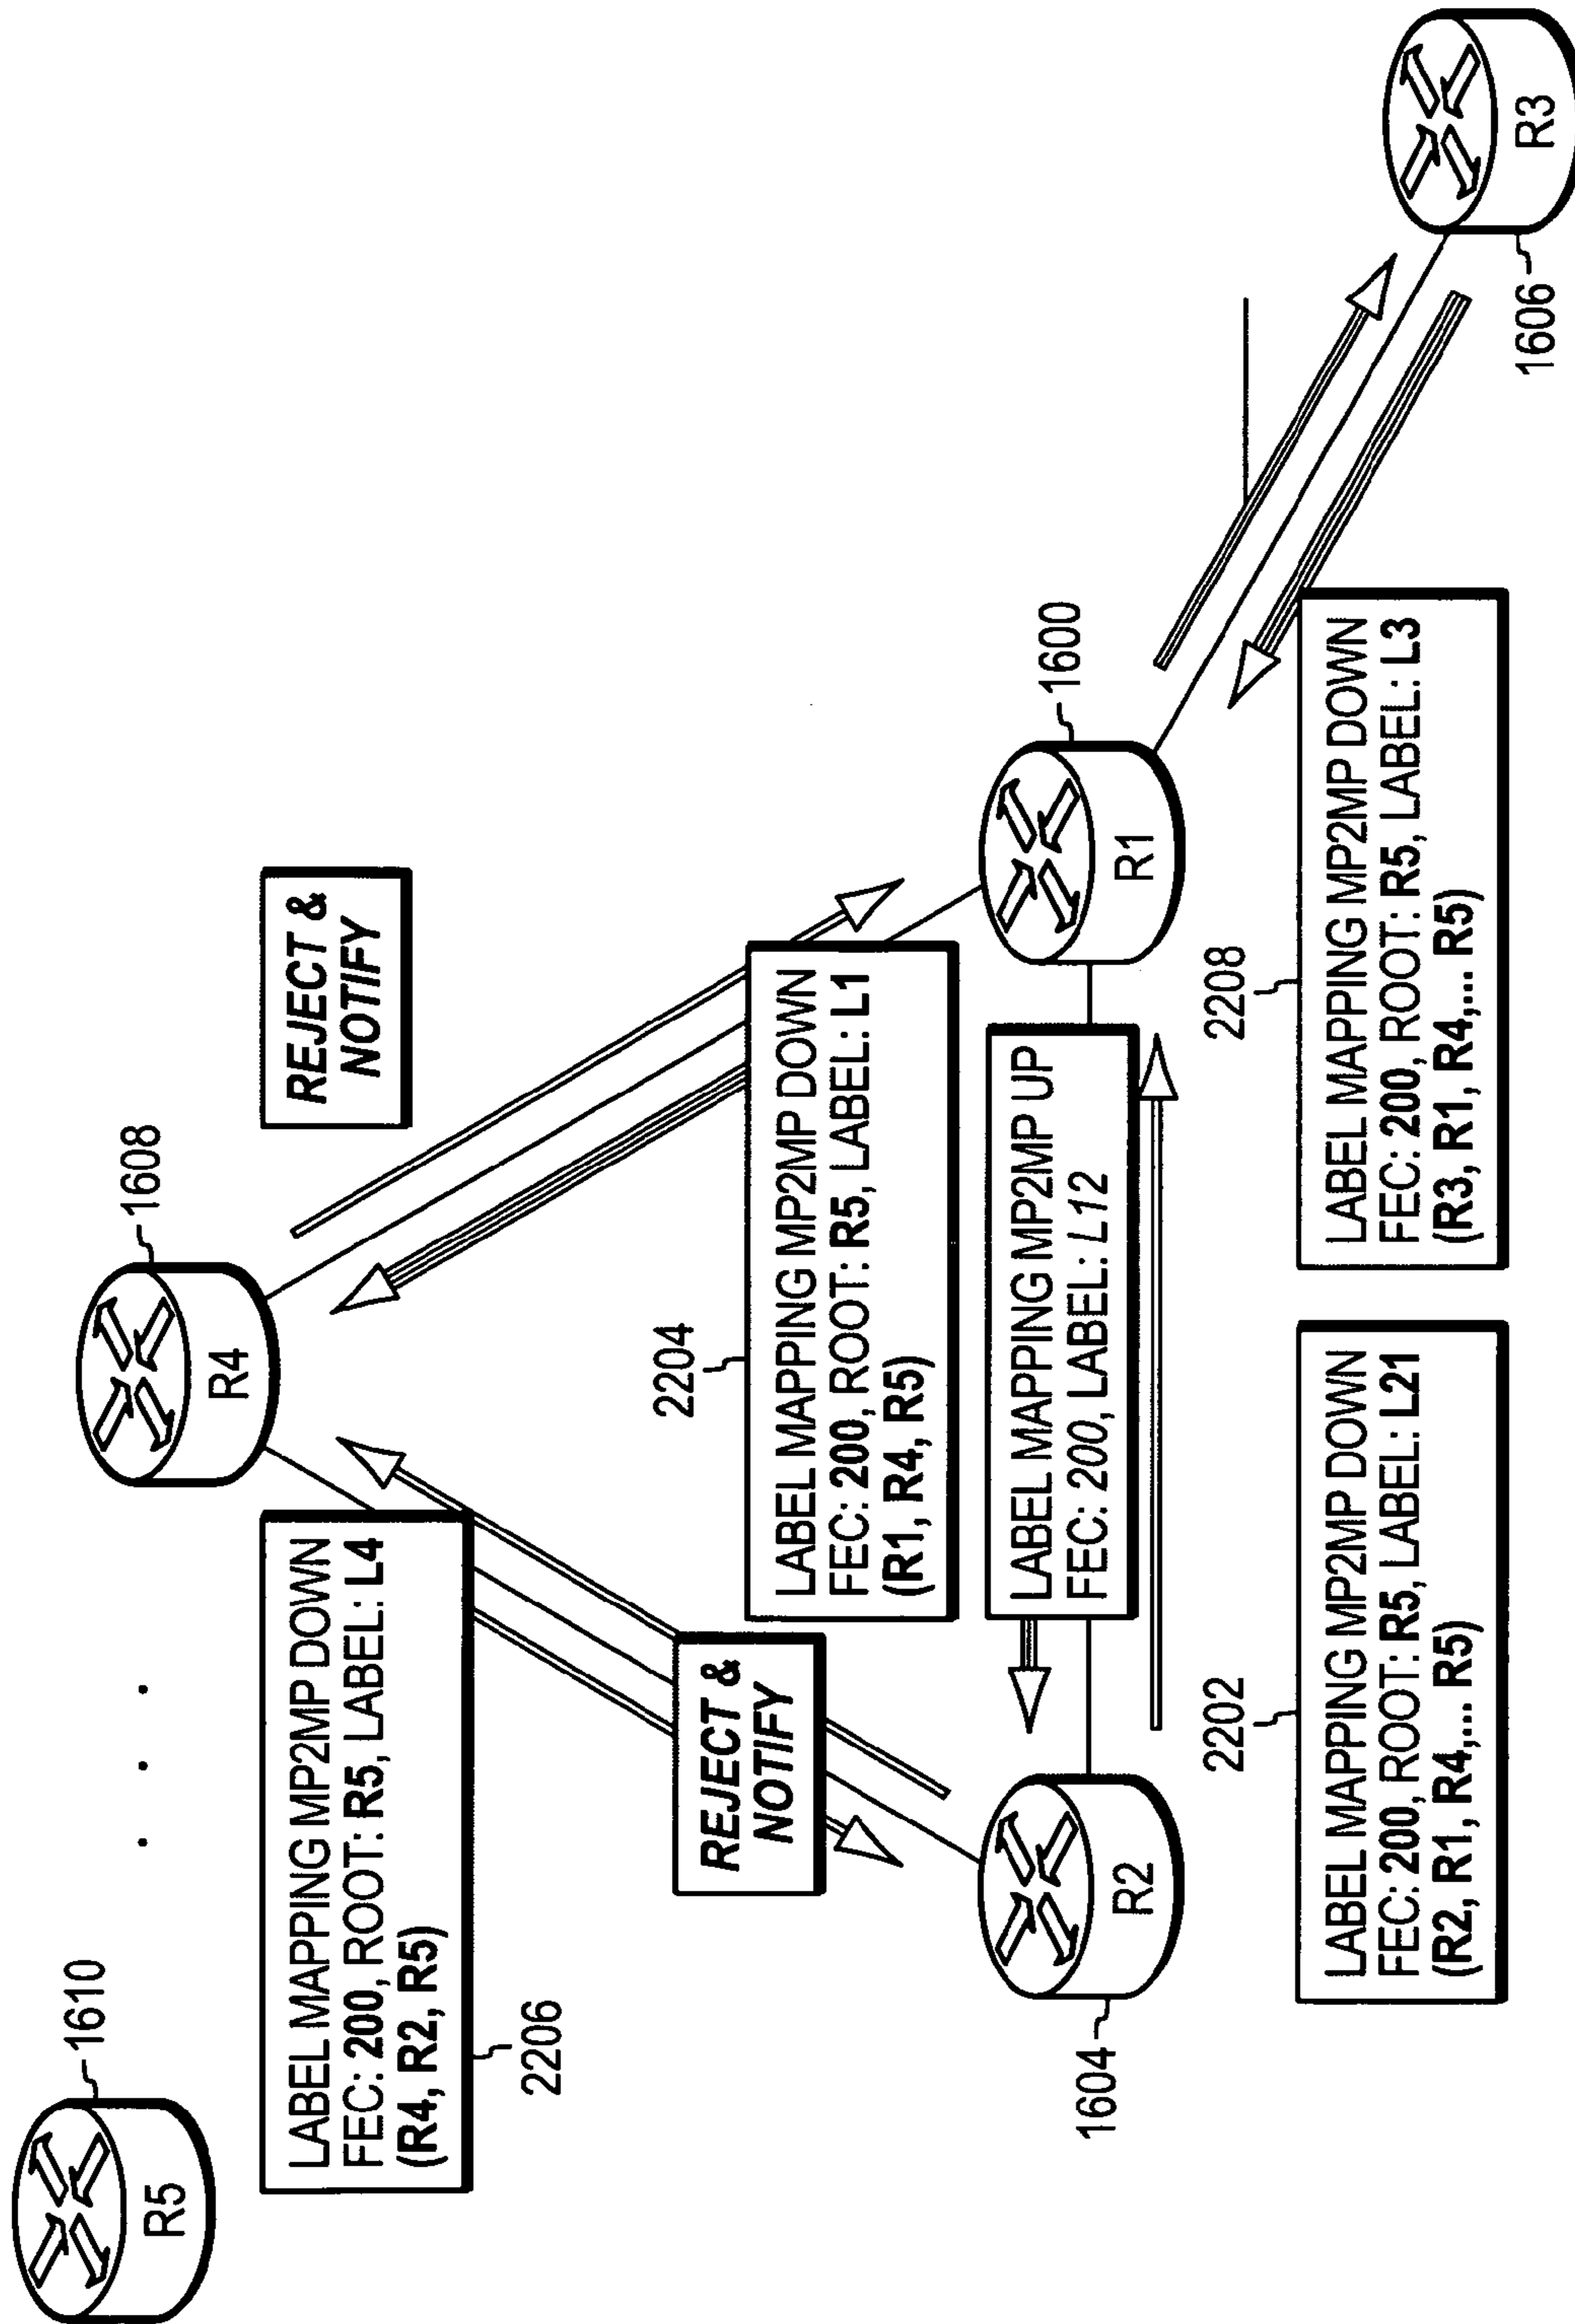 1610
R5
. . .
LABEL MAPPING MP2MP DOWN
FEC: 200, ROOT: R5, LABEL: L4
(R4, R2, R5)
2206
1608
R4
REJECT &
NOTIFY
REJECT &
NOTIFY
2204
LABEL MAPPING MP2MP DOWN
FEC: 200, ROOT: R5, LABEL: L1
(R1, R4, R5)
1604
R2
LABEL MAPPING MP2MP UP
FEC: 200, LABEL: L12
1600
R1
2202
LABEL MAPPING MP2MP DOWN
FEC: 200, ROOT: R5, LABEL: L21
(R2, R1, R4,... R5)
2208
LABEL MAPPING MP2MP DOWN
FEC: 200, ROOT: R5, LABEL: L3
(R3, R1, R4,... R5)
1606
R3